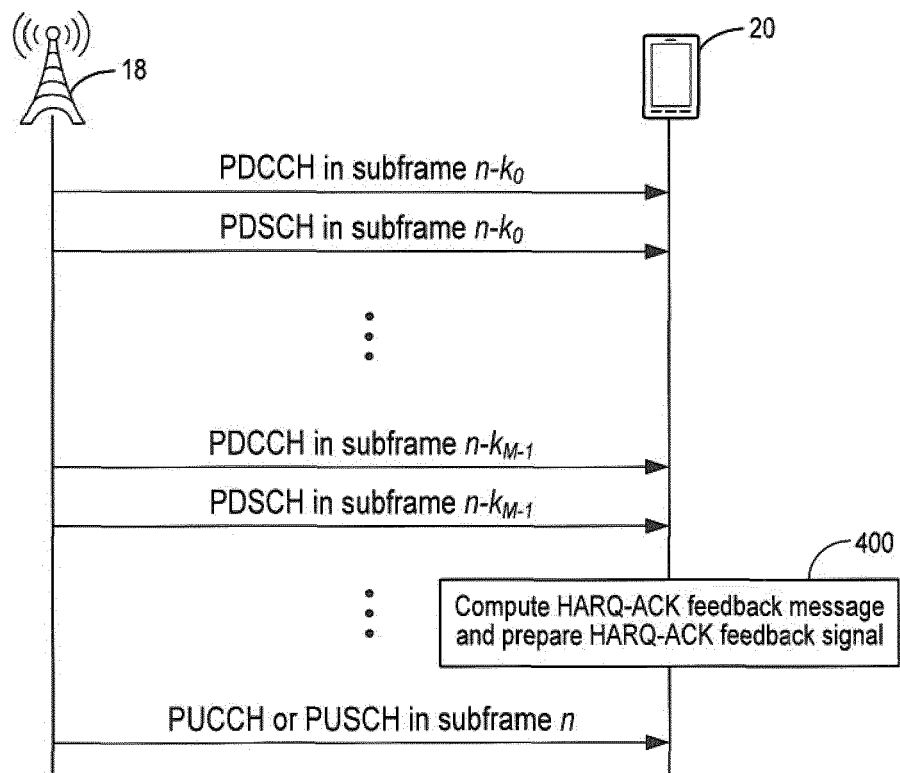 18
20
PDCCH in subframe n-k0
PDSCH in subframe n-k0
PDCCH in subframe n-kM-1
PDSCH in subframe n-kM-1
400
Compute HARQ-ACK feedback message
and prepare HARQ-ACK feedback signal
PUCCH or PUSCH in subframe n